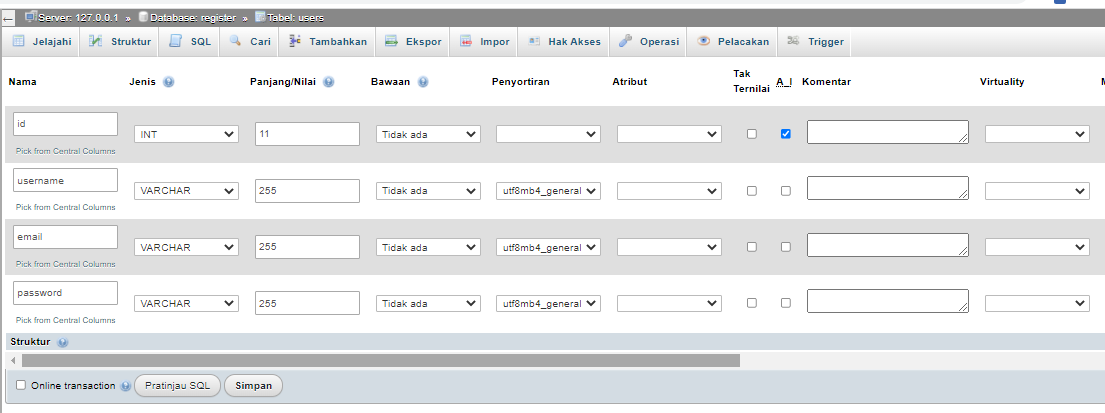 Server: 127.0.0.1 » Database: register » Tabel: users
Jelajahi Struktur SQL Cari Tambahkan Ekspor Impor Hak Akses Operasi Pelacakan Trigger
Nama Jenis Panjang/Nilai Bawaan Penyortiran Atribut Tak Ternilai A_I Komentar Virtuality M
id INT 11 Tidak ada
Pick from Central Columns
username VARCHAR 255 Tidak ada utf8mb4_general
Pick from Central Columns
email VARCHAR 255 Tidak ada utf8mb4_general
Pick from Central Columns
password VARCHAR 255 Tidak ada utf8mb4_general
Pick from Central Columns
Struktur
Online transaction Pratinjau SQL Simpan